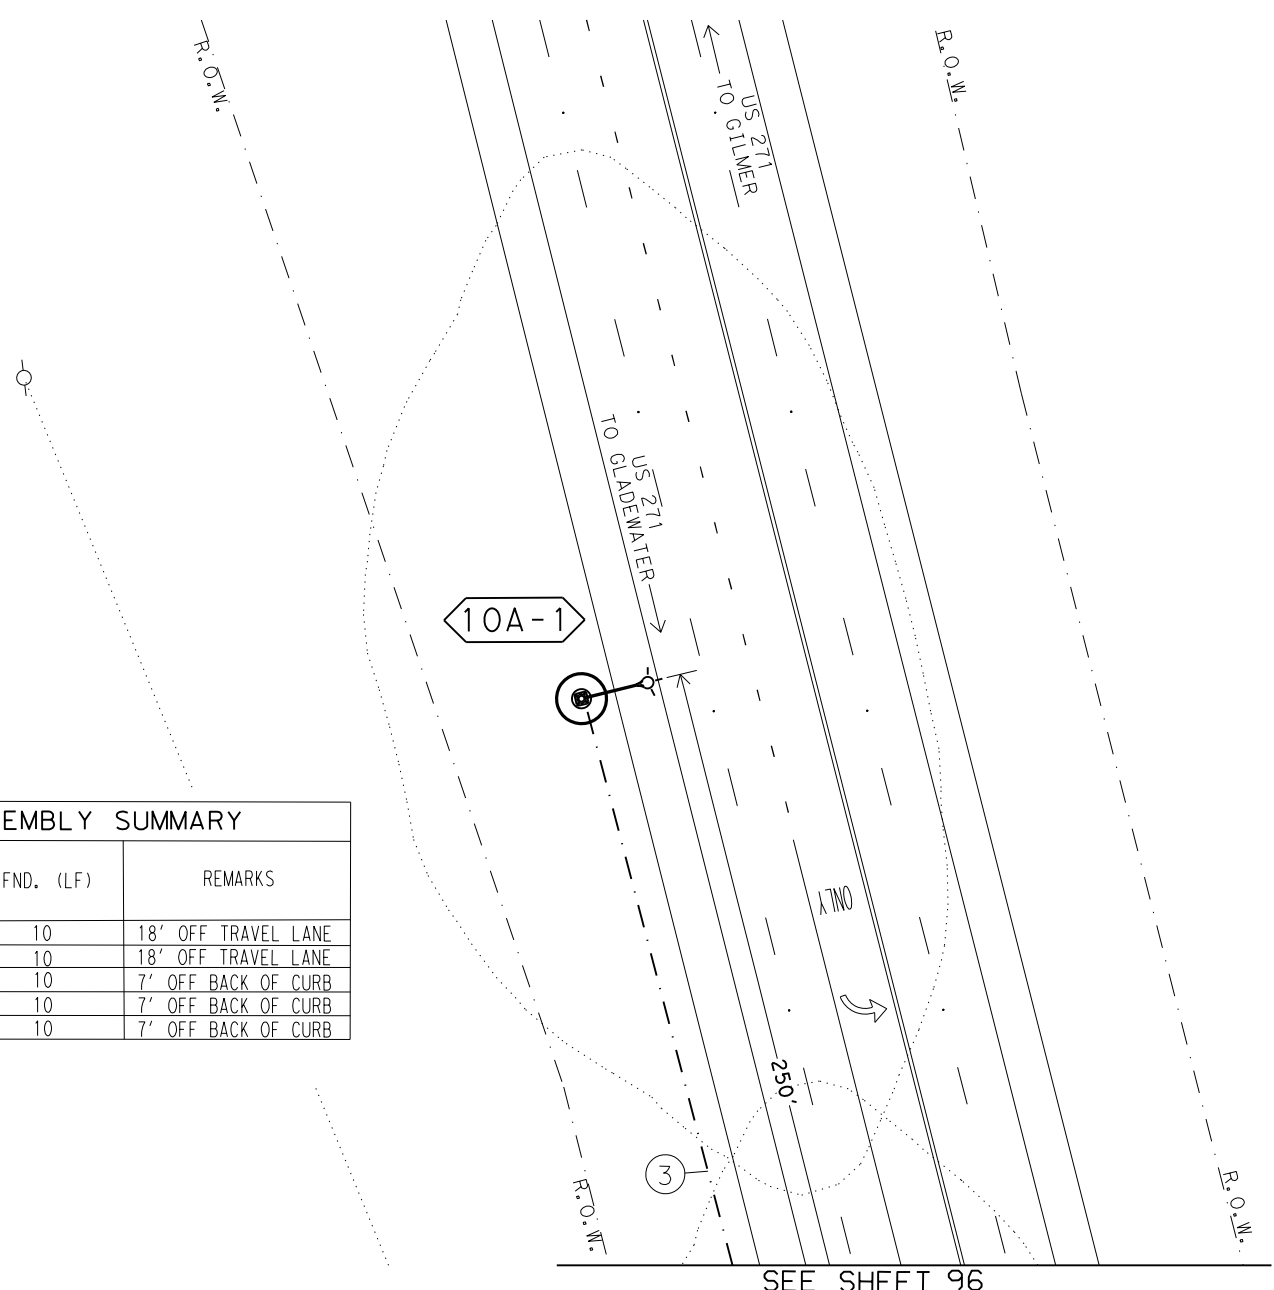 R.O.W.
R.O.W.
US 271
TO GILMER
US 271
TO GLADEWATER
10A-1
EMBLY SUMMARY
FND. (LF) REMARKS
10 18' OFF TRAVEL LANE
10 18' OFF TRAVEL LANE
10 7' OFF BACK OF CURB
10 7' OFF BACK OF CURB
10 7' OFF BACK OF CURB
ONLY
250'
3
R.O.W.
R.O.W.
SEE SHEET 96